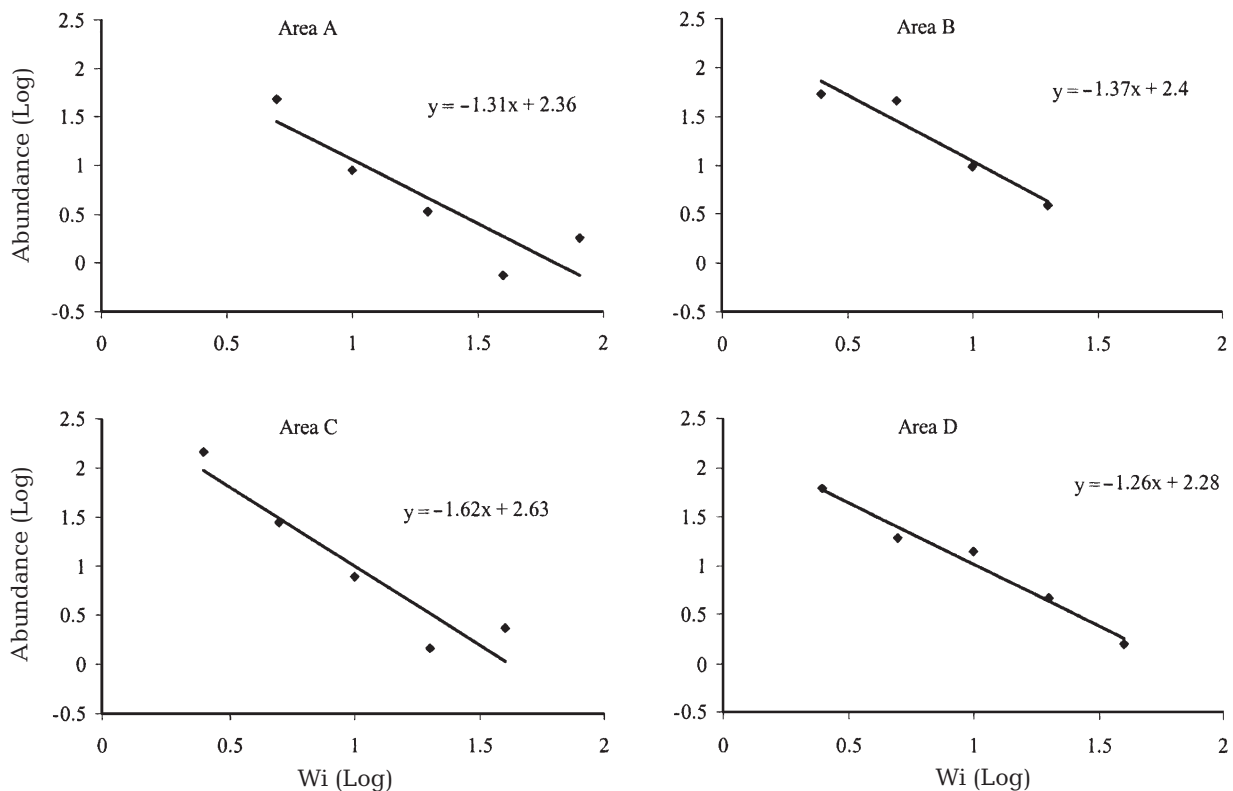 Area A
y = −1.31x + 2.36
Abundance (Log)
2.5
2
1.5
1
0.5
0
-0.5
0 0.5 1 1.5 2
Area B
y = −1.37x + 2.4
2.5
2
1.5
1
0.5
0
-0.5
0 0.5 1 1.5 2
Area C
y = −1.62x + 2.63
Abundance (Log)
2.5
2
1.5
1
0.5
0
-0.5
0 0.5 1 1.5 2
Wi (Log)
Area D
y = −1.26x + 2.28
2.5
2
1.5
1
0.5
0
-0.5
0 0.5 1 1.5 2
Wi (Log)